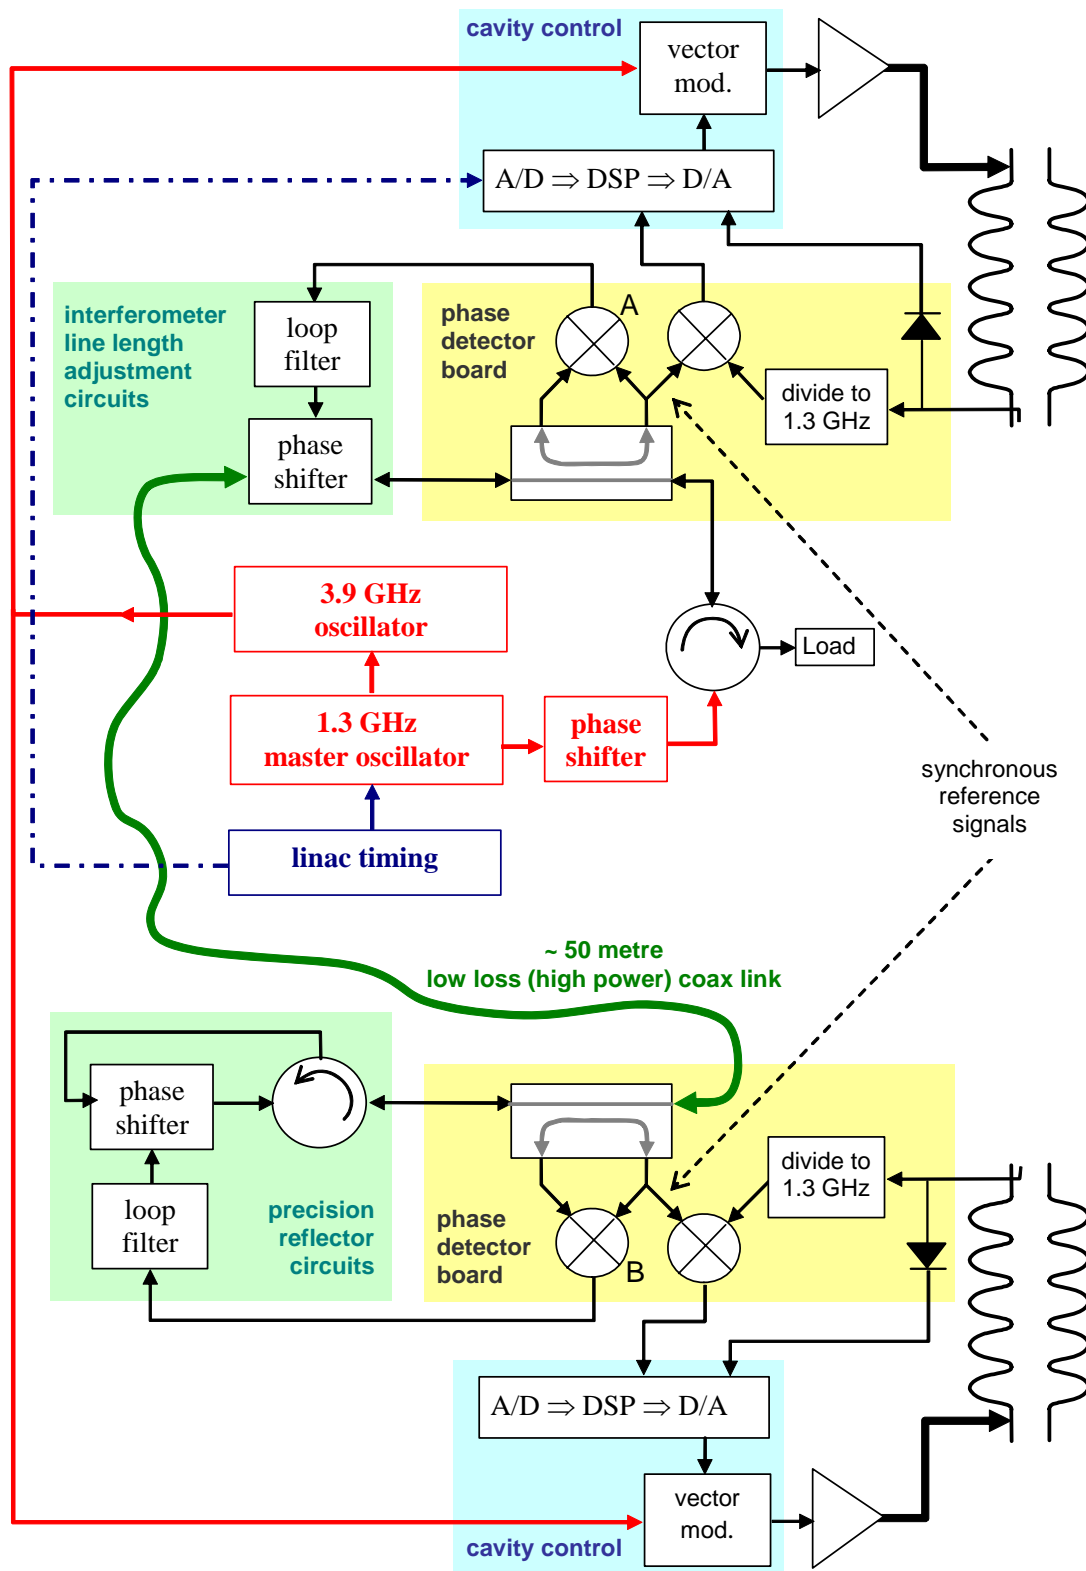 cavity control
vector
mod.
A/D ⇒ DSP ⇒ D/A
interferometer
line length
adjustment
circuits
loop
filter
phase
shifter
phase
detector
board
A
divide to
1.3 GHz
3.9 GHz
oscillator
1.3 GHz
master oscillator
phase
shifter
Load
linac timing
synchronous
reference
signals
~ 50 metre
low loss (high power) coax link
phase
shifter
loop
filter
precision
reflector
circuits
phase
detector
board
B
divide to
1.3 GHz
A/D ⇒ DSP ⇒ D/A
vector
mod.
cavity control